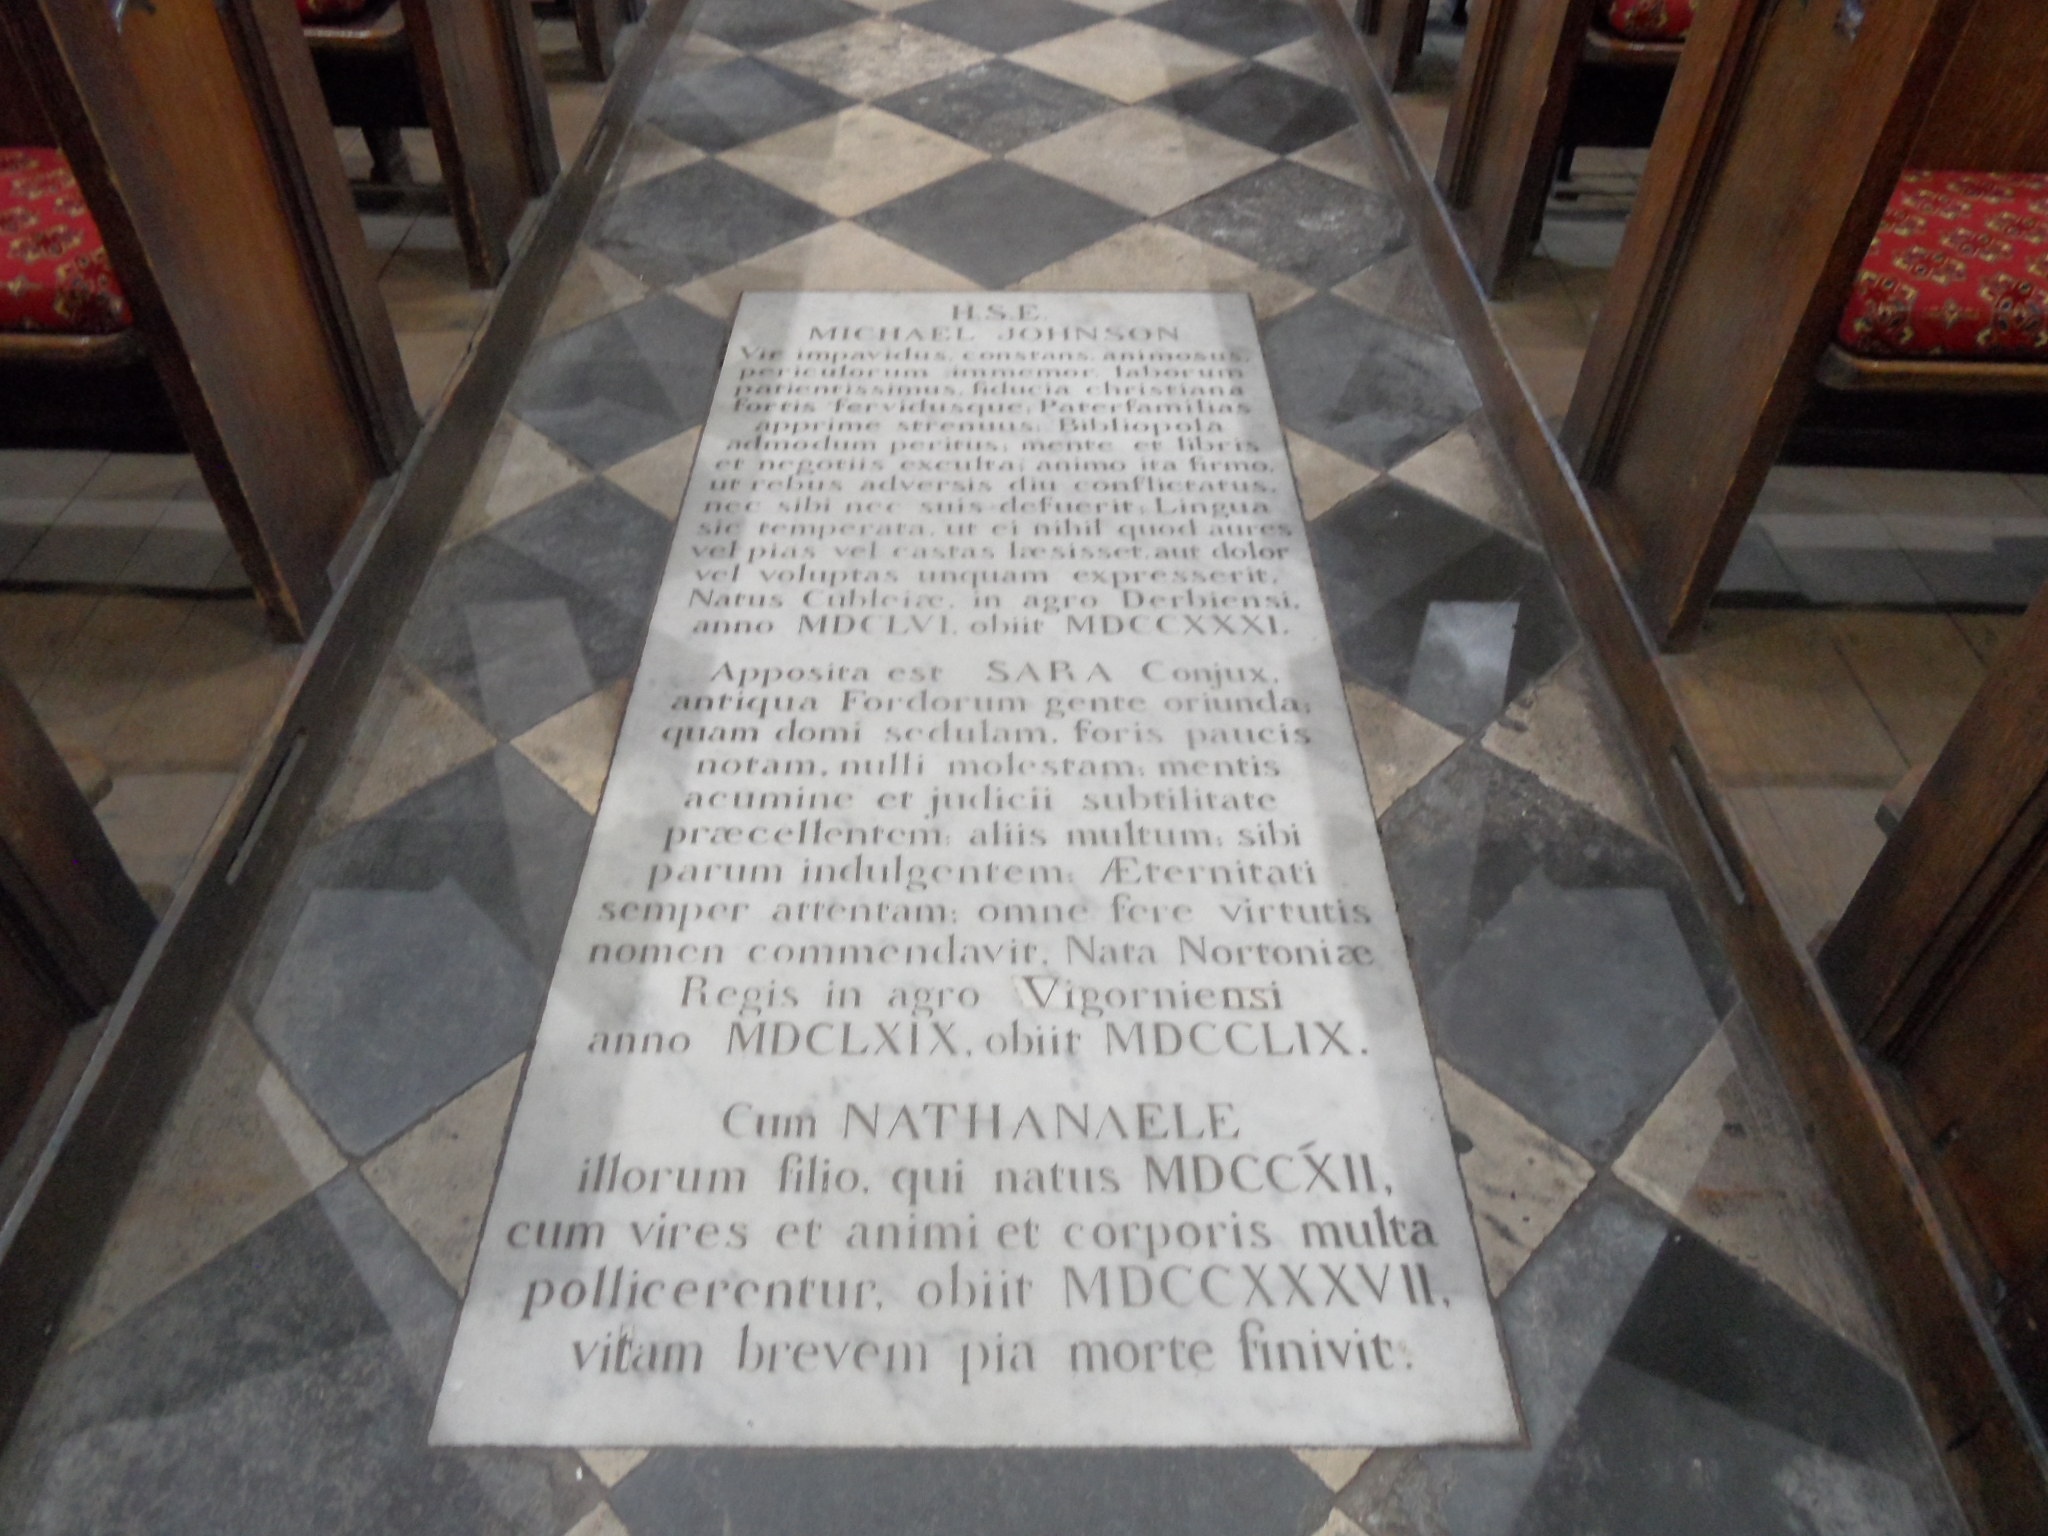 H.S.E.
MICHAEL JOHNSON
Vir impavidus, constans, animosus,
periculorum immemor, laborum
patientissimus, fiducia christiana
fortis fervidusque; Paterfamilias
apprime strenuus; Bibliopola
admodum peritus; mente et libris
et negotiis exculta; animo ita firmo,
ut rebus adversis diu conflictatus,
nec sibi nec suis defuerit; Lingua
sic temperata, ut ei nihil quod aures
vel pias vel castas læsisset, aut dolor
vel voluptas unquam expresserit.
Natus Cubleiæ, in agro Derbiensi,
anno MDCLVI, obiit MDCCXXXI.
Apposita est SARA Conjux,
antiqua Fordorum gente oriunda;
quam domi sedulam, foris paucis
notam, nulli molestam; mentis
acumine et judicii subtilitate
præcellentem; aliis multum; sibi
parum indulgentem; Æternitati
semper attentam; omne fere virtutis
nomen commendavit. Nata Nortoniæ
Regis in agro Vigorniensi
anno MDCLXIX, obiit MDCCLIX.
Cum NATHANAELE
illorum filio, qui natus MDCCXII,
cum vires et animi et corporis multa
pollicerentur, obiit MDCCXXXVII,
vitam brevem pia morte finivit.